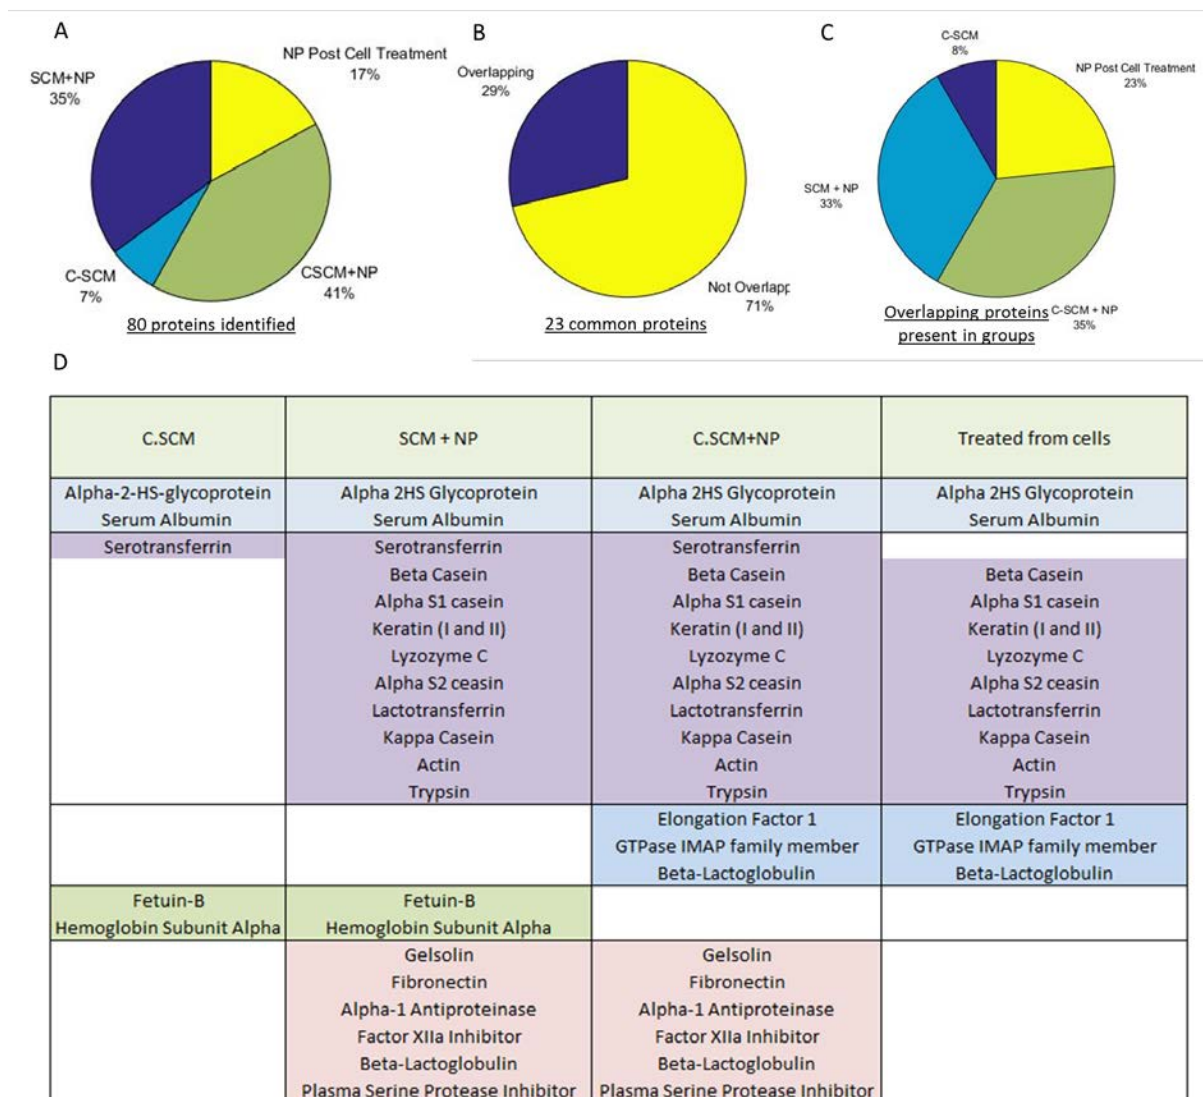 A
NP Post Cell Treatment
17%
SCM+NP
35%
C-SCM
7%
CSCM+NP
41%
80 proteins identified
B
Overlapping
29%
Not Overlapp
71%
23 common proteins
C
C-SCM
8%
NP Post Cell Treatment
23%
SCM + NP
33%
C-SCM + NP
35%
Overlapping proteins
present in groups
D
C.SCM SCM + NP C.SCM+NP Treated from cells
Alpha-2-HS-glycoprotein Alpha 2HS Glycoprotein Alpha 2HS Glycoprotein Alpha 2HS Glycoprotein
Serum Albumin Serum Albumin Serum Albumin Serum Albumin
Serotransferrin Serotransferrin Serotransferrin
Beta Casein Beta Casein Beta Casein
Alpha S1 casein Alpha S1 casein Alpha S1 casein
Keratin (I and II) Keratin (I and II) Keratin (I and II)
Lyzozyme C Lyzozyme C Lyzozyme C
Alpha S2 ceasin Alpha S2 ceasin Alpha S2 ceasin
Lactotransferrin Lactotransferrin Lactotransferrin
Kappa Casein Kappa Casein Kappa Casein
Actin Actin Actin
Trypsin Trypsin Trypsin
Elongation Factor 1 Elongation Factor 1
GTPase IMAP family member GTPase IMAP family member
Beta-Lactoglobulin Beta-Lactoglobulin
Fetuin-B Fetuin-B
Hemoglobin Subunit Alpha Hemoglobin Subunit Alpha
Gelsolin Gelsolin
Fibronectin Fibronectin
Alpha-1 Antiproteinase Alpha-1 Antiproteinase
Factor XIIa Inhibitor Factor XIIa Inhibitor
Beta-Lactoglobulin Beta-Lactoglobulin
Plasma Serine Protease Inhibitor Plasma Serine Protease Inhibitor